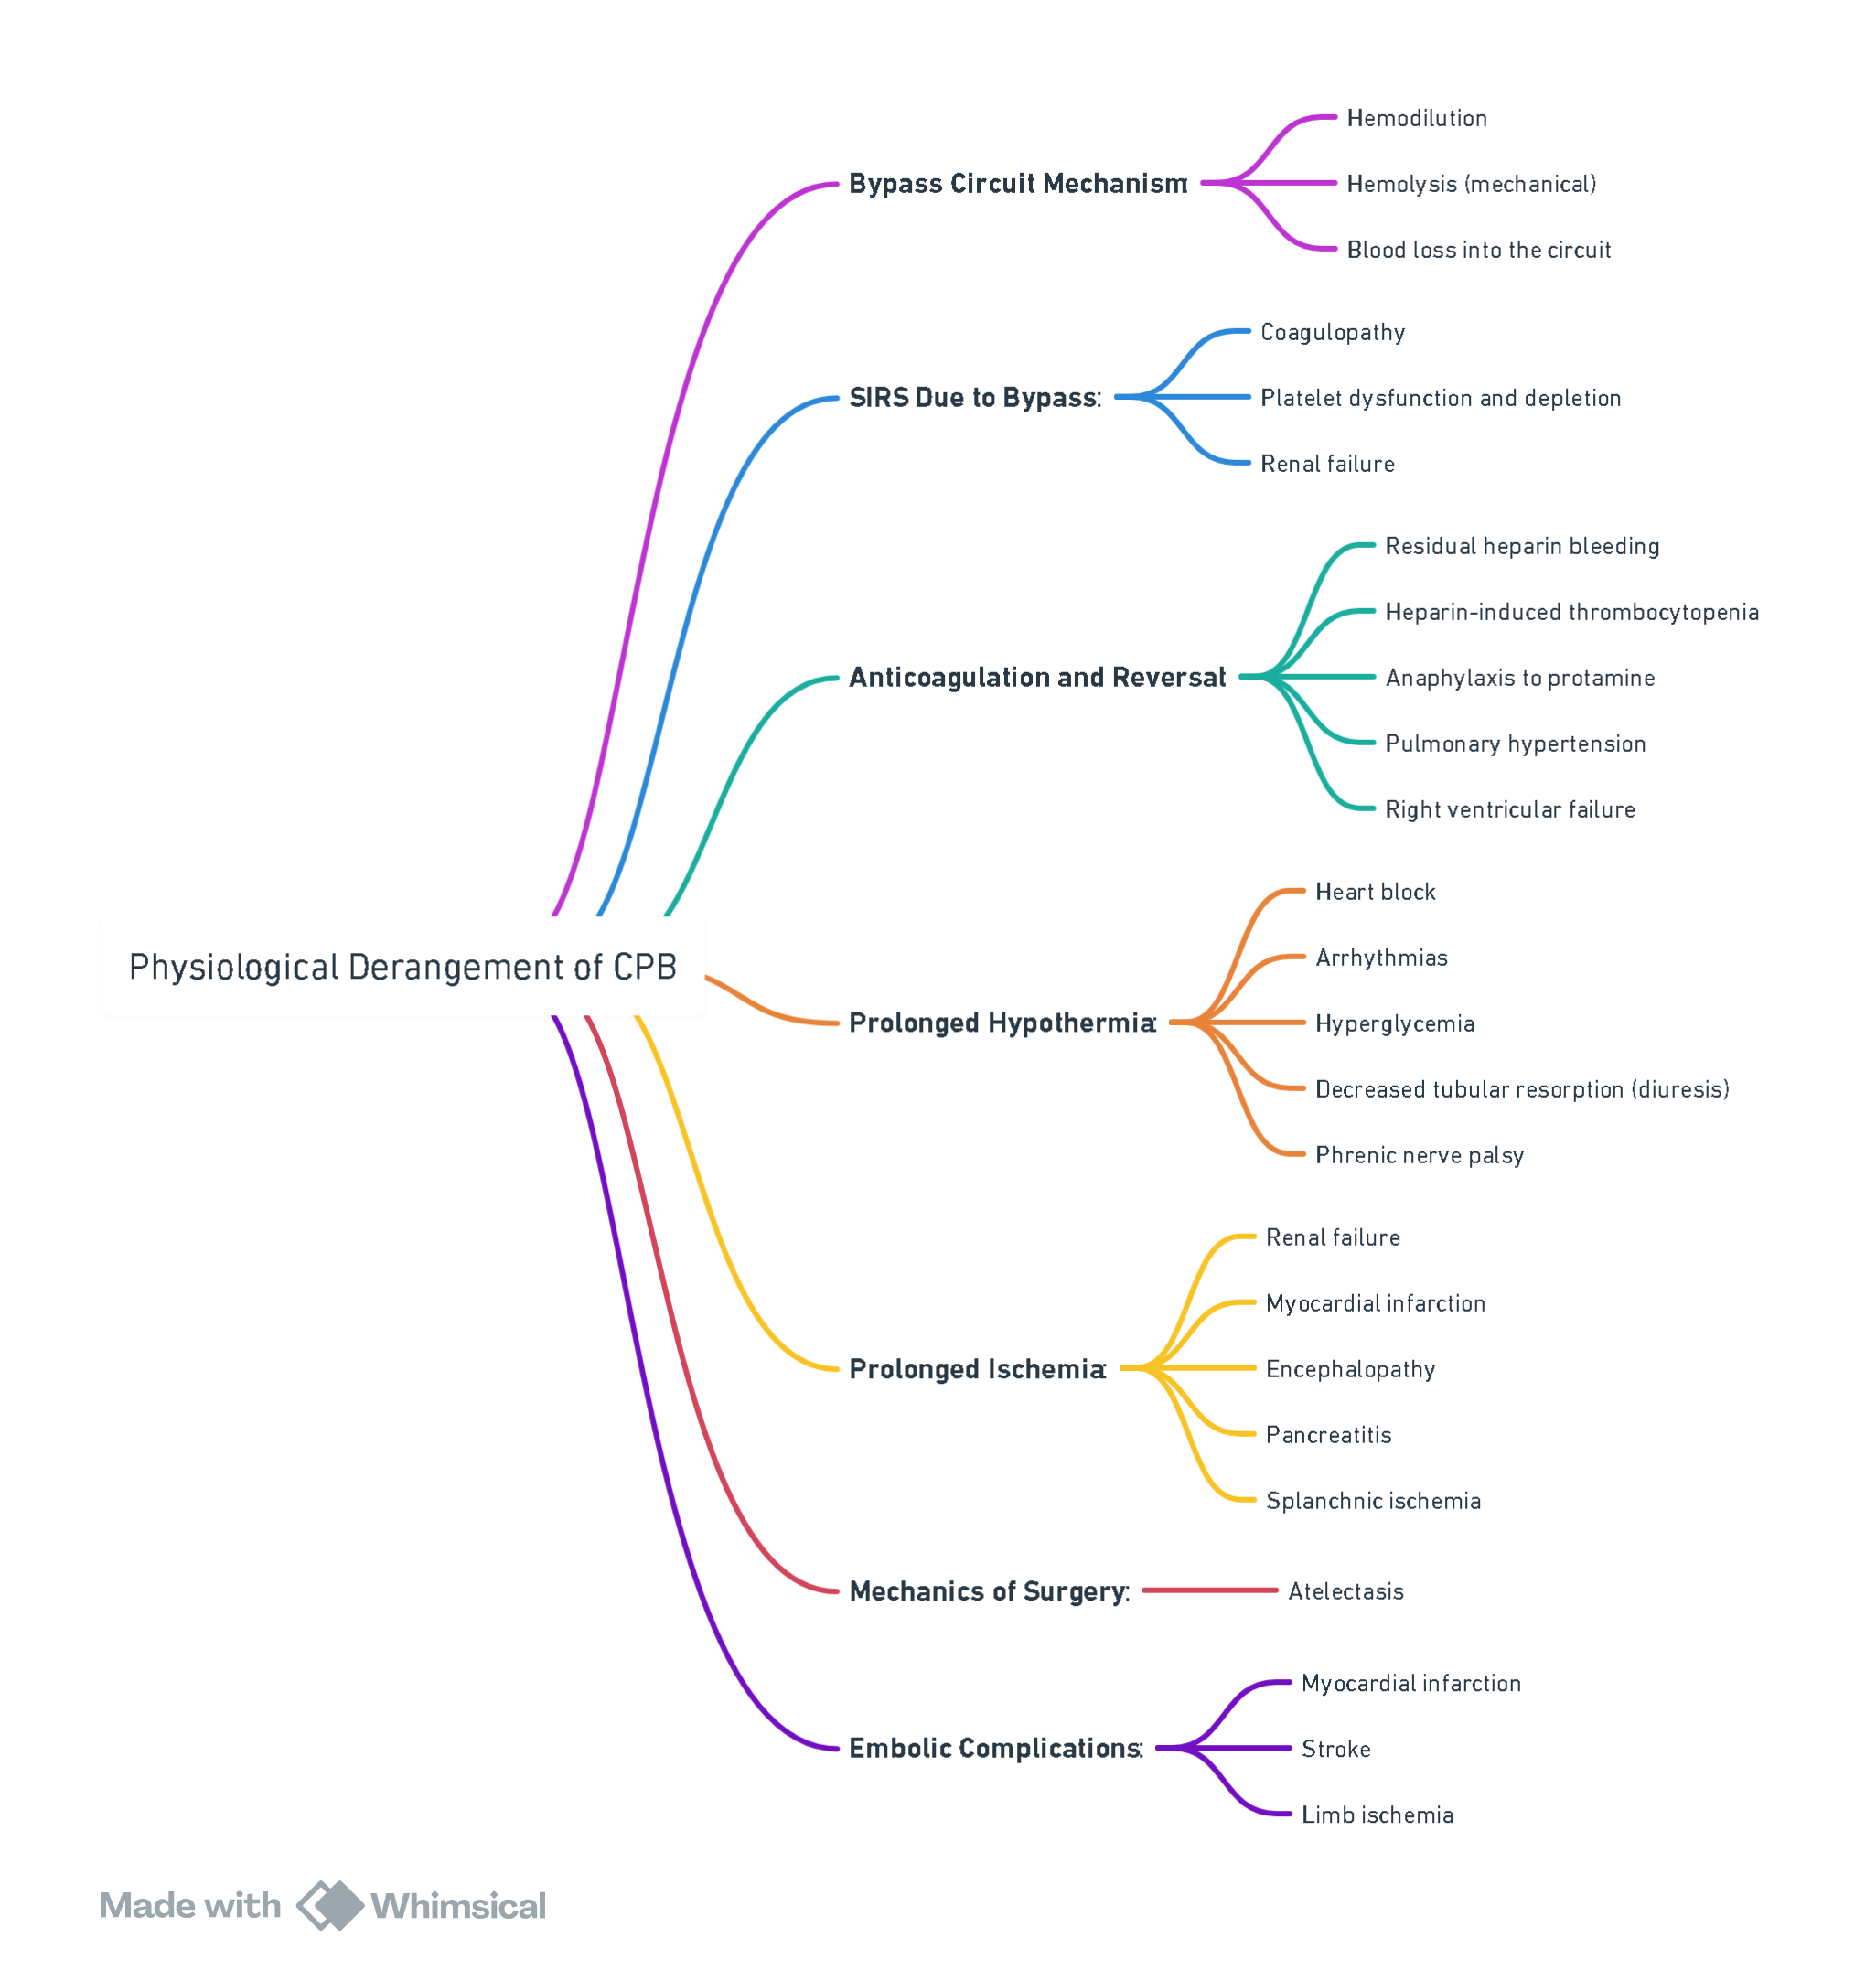 Hemodilution
Bypass Circuit Mechanism:
Hemolysis (mechanical)
Blood loss into the circuit
Coagulopathy
SIRS Due to Bypass:
Platelet dysfunction and depletion
Renal failure
Residual heparin bleeding
Heparin-induced thrombocytopenia
Anticoagulation and Reversal:
Anaphylaxis to protamine
Pulmonary hypertension
Right ventricular failure
Physiological Derangement of CPB
Heart block
Arrhythmias
Prolonged Hypothermia:
Hyperglycemia
Decreased tubular resorption (diuresis)
Phrenic nerve palsy
Renal failure
Myocardial infarction
Prolonged Ischemia:
Encephalopathy
Pancreatitis
Splanchnic ischemia
Mechanics of Surgery:
Atelectasis
Myocardial infarction
Embolic Complications:
Stroke
Limb ischemia
Made with Whimsical